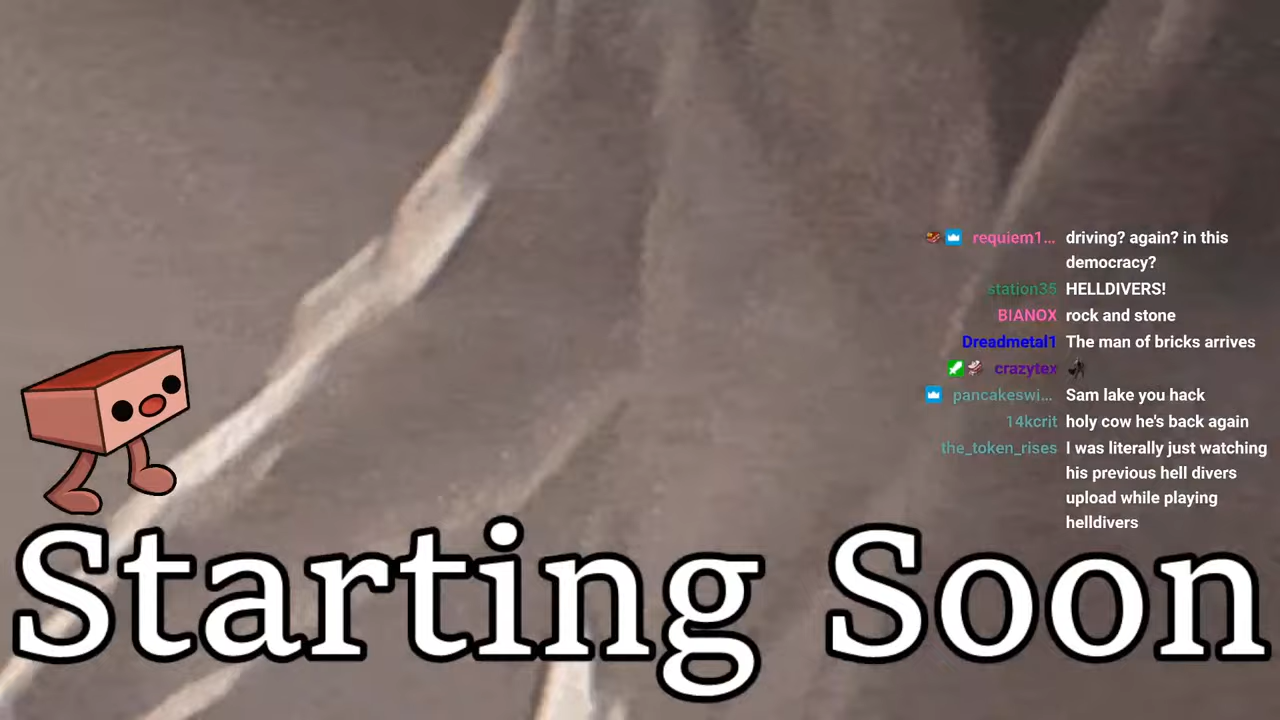 requiem1... driving? again? in this
democracy?
station35 HELLDIVERS!
BIANOX rock and stone
Dreadmetal1 The man of bricks arrives
crazytex
pancakeswi... Sam lake you hack
14kcrit holy cow he's back again
the_token_rises I was literally just watching
his previous hell divers
upload while playing
helldivers
Starting Soon